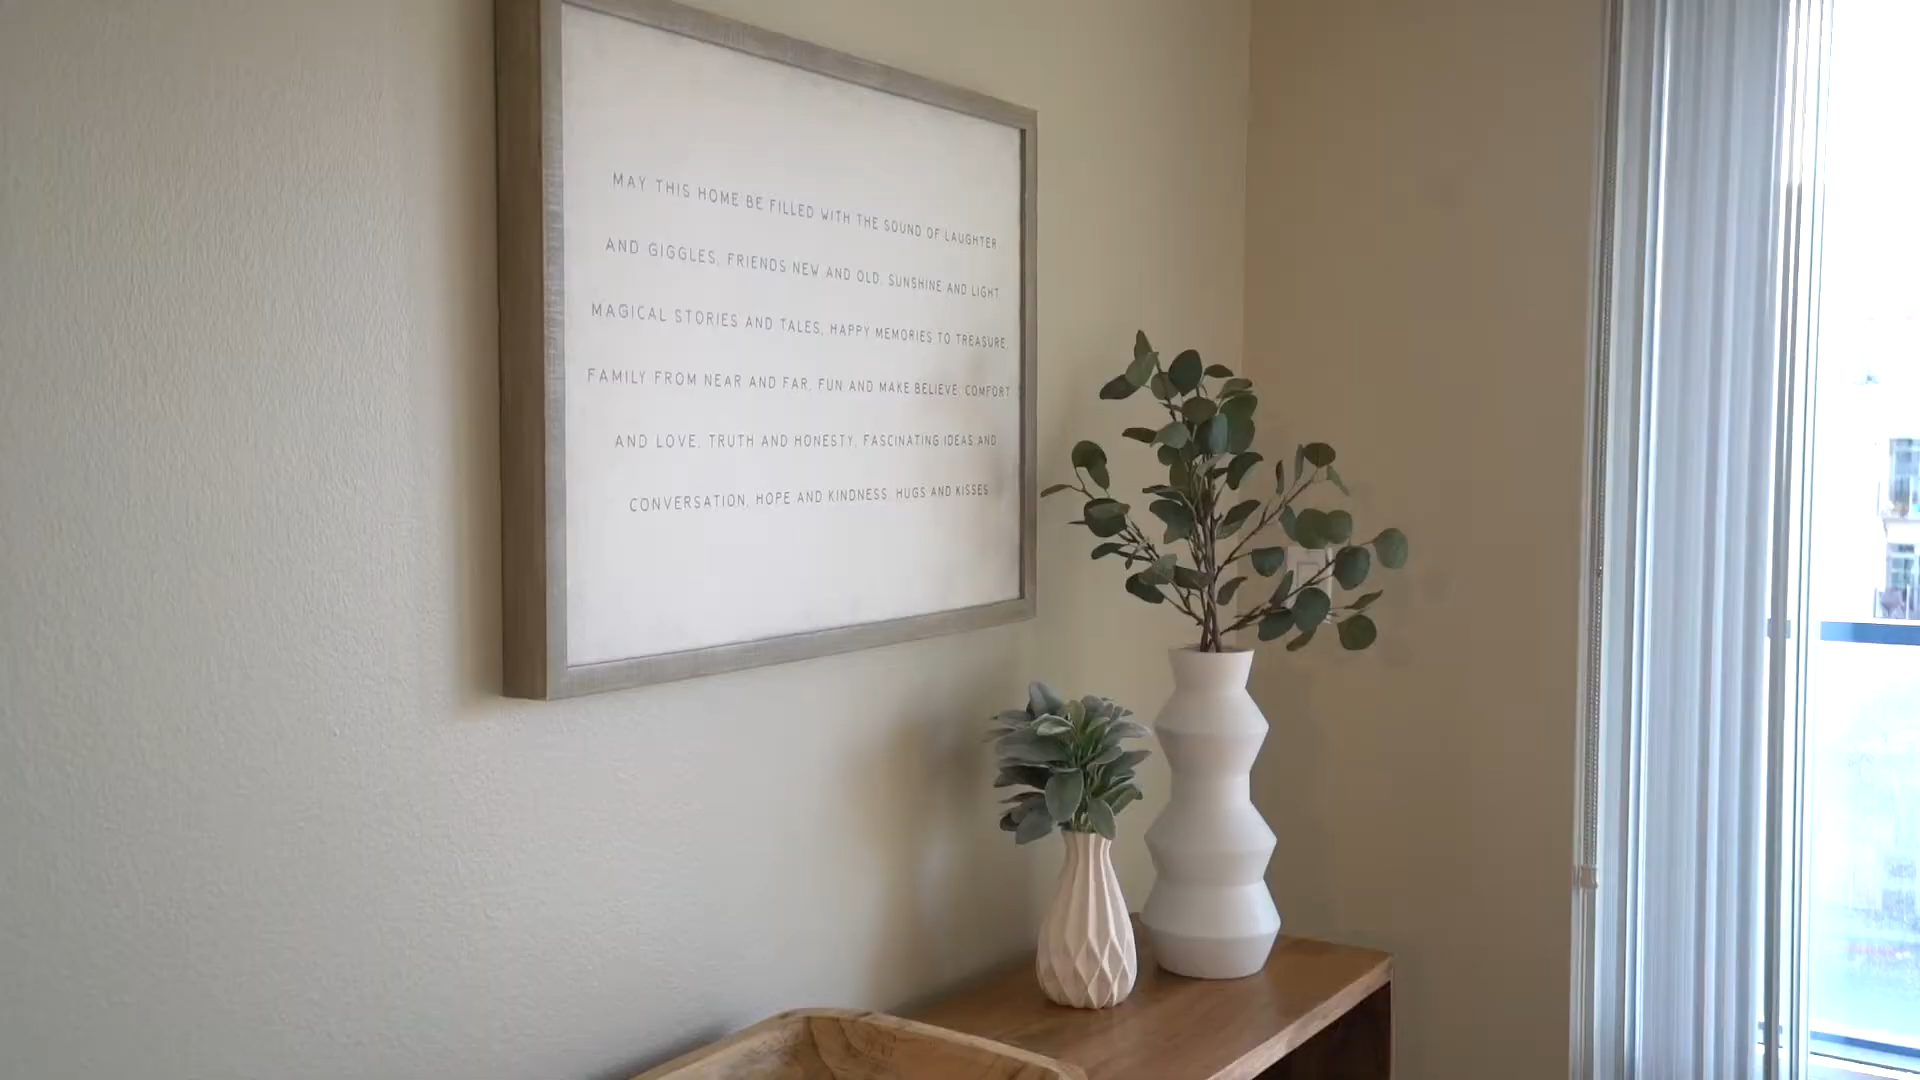 MAY THIS HOME BE FILLED WITH THE SOUND OF LAUGHTER
AND GIGGLES, FRIENDS NEW AND OLD, SUNSHINE AND LIGHT,
MAGICAL STORIES AND TALES, HAPPY MEMORIES TO TREASURE,
FAMILY FROM NEAR AND FAR, FUN AND MAKE BELIEVE, COMFORT
AND LOVE, TRUTH AND HONESTY, FASCINATING IDEAS AND
CONVERSATION, HOPE AND KINDNESS, HUGS AND KISSES